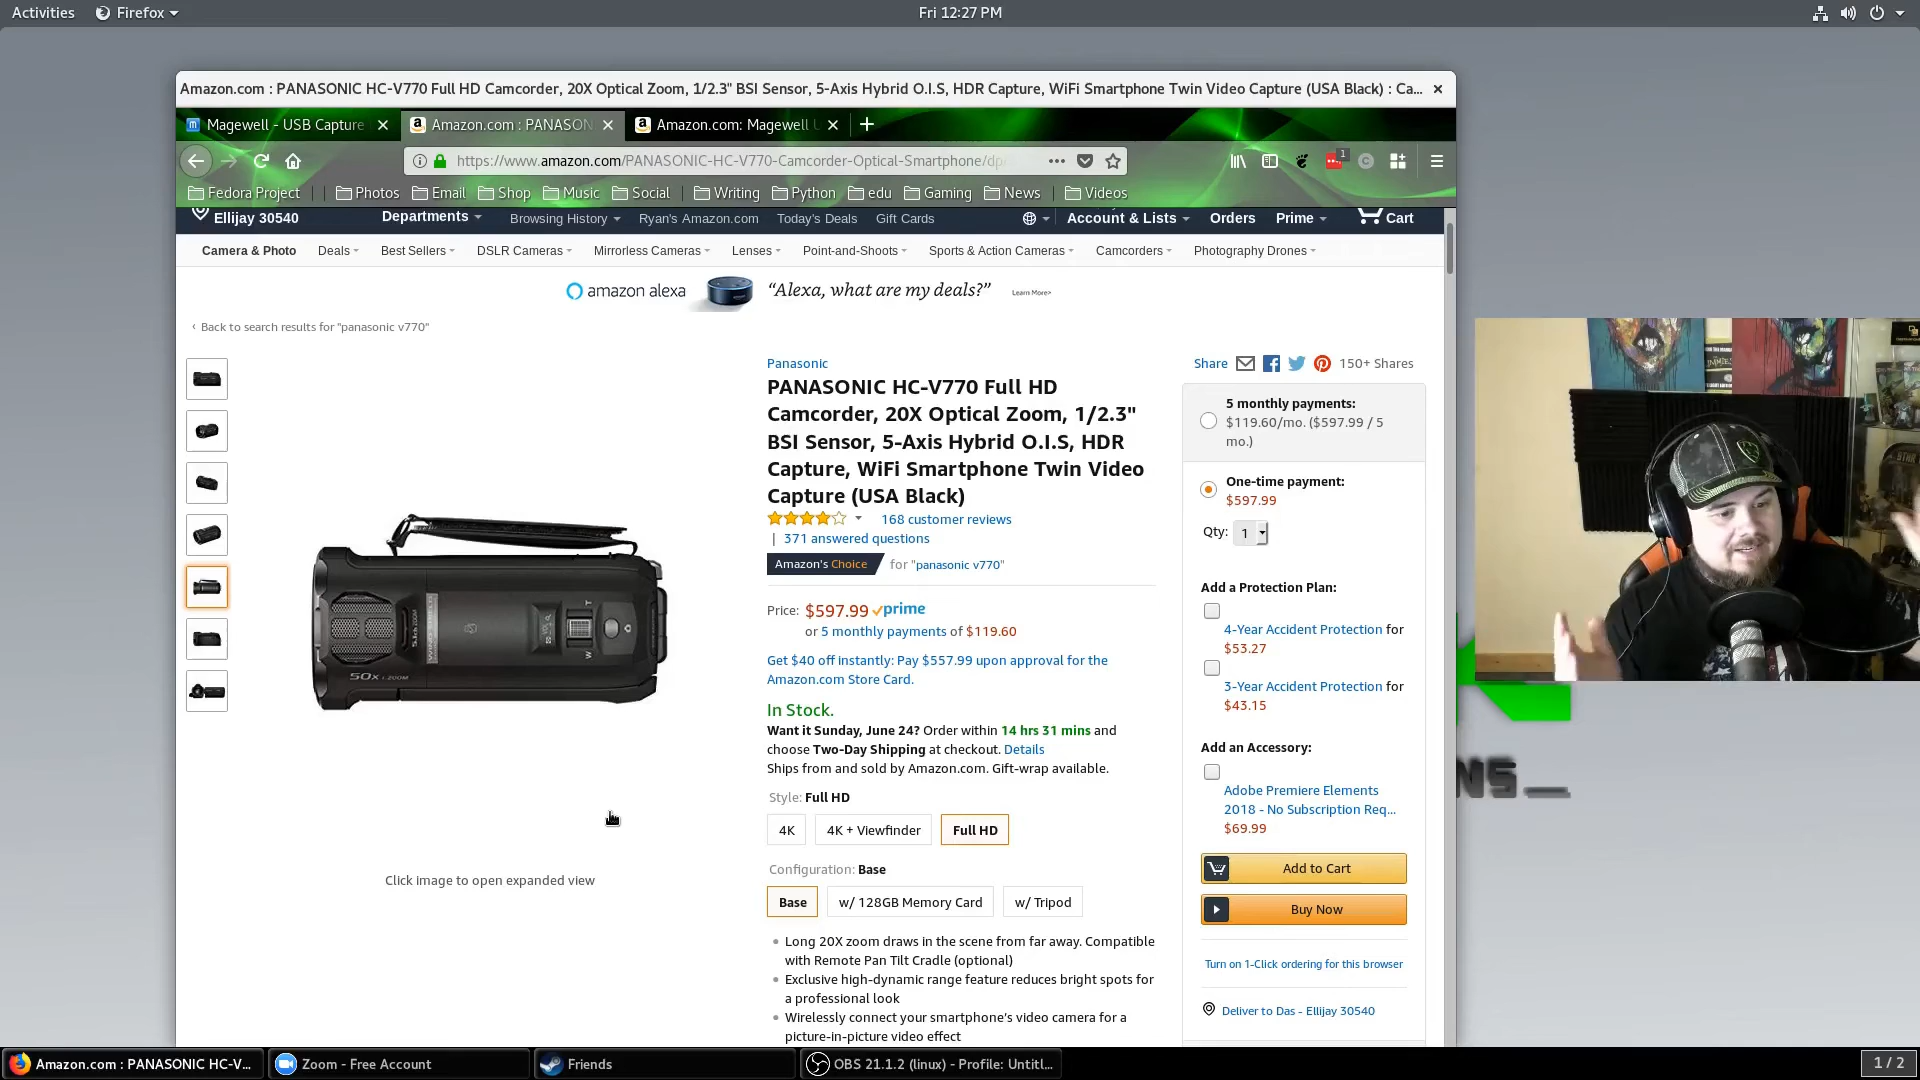 Activities
Firefox
Fri 12:27 PM
Amazon.com : PANASONIC HC-V770 Full HD Camcorder, 20X Optical Zoom, 1/2.3" BSI Sensor, 5-Axis Hybrid O.I.S, HDR Capture, WiFi Smartphone Twin Video Capture (USA Black) : Ca...
Magewell - USB Capture
Amazon.com : PANASON
Amazon.com: Magewell U
https://www.amazon.com/PANASONIC-HC-V770-Camcorder-Optical-Smartphone/dp
1
Fedora Project
Photos
Email
Shop
Music
Social
Writing
Python
edu
Gaming
News
Videos
Ellijay 30540
Departments
Browsing History
Ryan's Amazon.com
Today's Deals
Gift Cards
Account & Lists
Orders
Prime
Cart
Camera & Photo
Deals
Best Sellers
DSLR Cameras
Mirrorless Cameras
Lenses
Point-and-Shoots
Sports & Action Cameras
Camcorders
Photography Drones
amazon alexa
“Alexa, what are my deals?”
Learn More>
‹ Back to search results for "panasonic v770"
Panasonic
PANASONIC HC-V770 Full HD
Camcorder, 20X Optical Zoom, 1/2.3"
BSI Sensor, 5-Axis Hybrid O.I.S, HDR
Capture, WiFi Smartphone Twin Video
Capture (USA Black)
168 customer reviews
| 371 answered questions
Amazon's Choice for "panasonic v770"
Price: $597.99 prime
or 5 monthly payments of $119.60
Get $40 off instantly: Pay $557.99 upon approval for the
Amazon.com Store Card.
In Stock.
Want it Sunday, June 24? Order within 14 hrs 31 mins and
choose Two-Day Shipping at checkout. Details
Ships from and sold by Amazon.com. Gift-wrap available.
Style: Full HD
4K
4K + Viewfinder
Full HD
Configuration: Base
Base
w/ 128GB Memory Card
w/ Tripod
Long 20X zoom draws in the scene from far away. Compatible
with Remote Pan Tilt Cradle (optional)
Exclusive high-dynamic range feature reduces bright spots for
a professional look
Wirelessly connect your smartphone’s video camera for a
picture-in-picture video effect
50X i.ZOOM
T
W
Click image to open expanded view
Share
150+ Shares
5 monthly payments:
$119.60/mo. ($597.99 / 5
mo.)
One-time payment:
$597.99
Qty: 1
Add a Protection Plan:
4-Year Accident Protection for
$53.27
3-Year Accident Protection for
$43.15
Add an Accessory:
Adobe Premiere Elements
2018 - No Subscription Req...
$69.99
Add to Cart
Buy Now
Turn on 1-Click ordering for this browser
Deliver to Das - Ellijay 30540
NS_
Amazon.com : PANASONIC HC-V...
Zoom - Free Account
Friends
OBS 21.1.2 (linux) - Profile: Untitl...
1 / 2